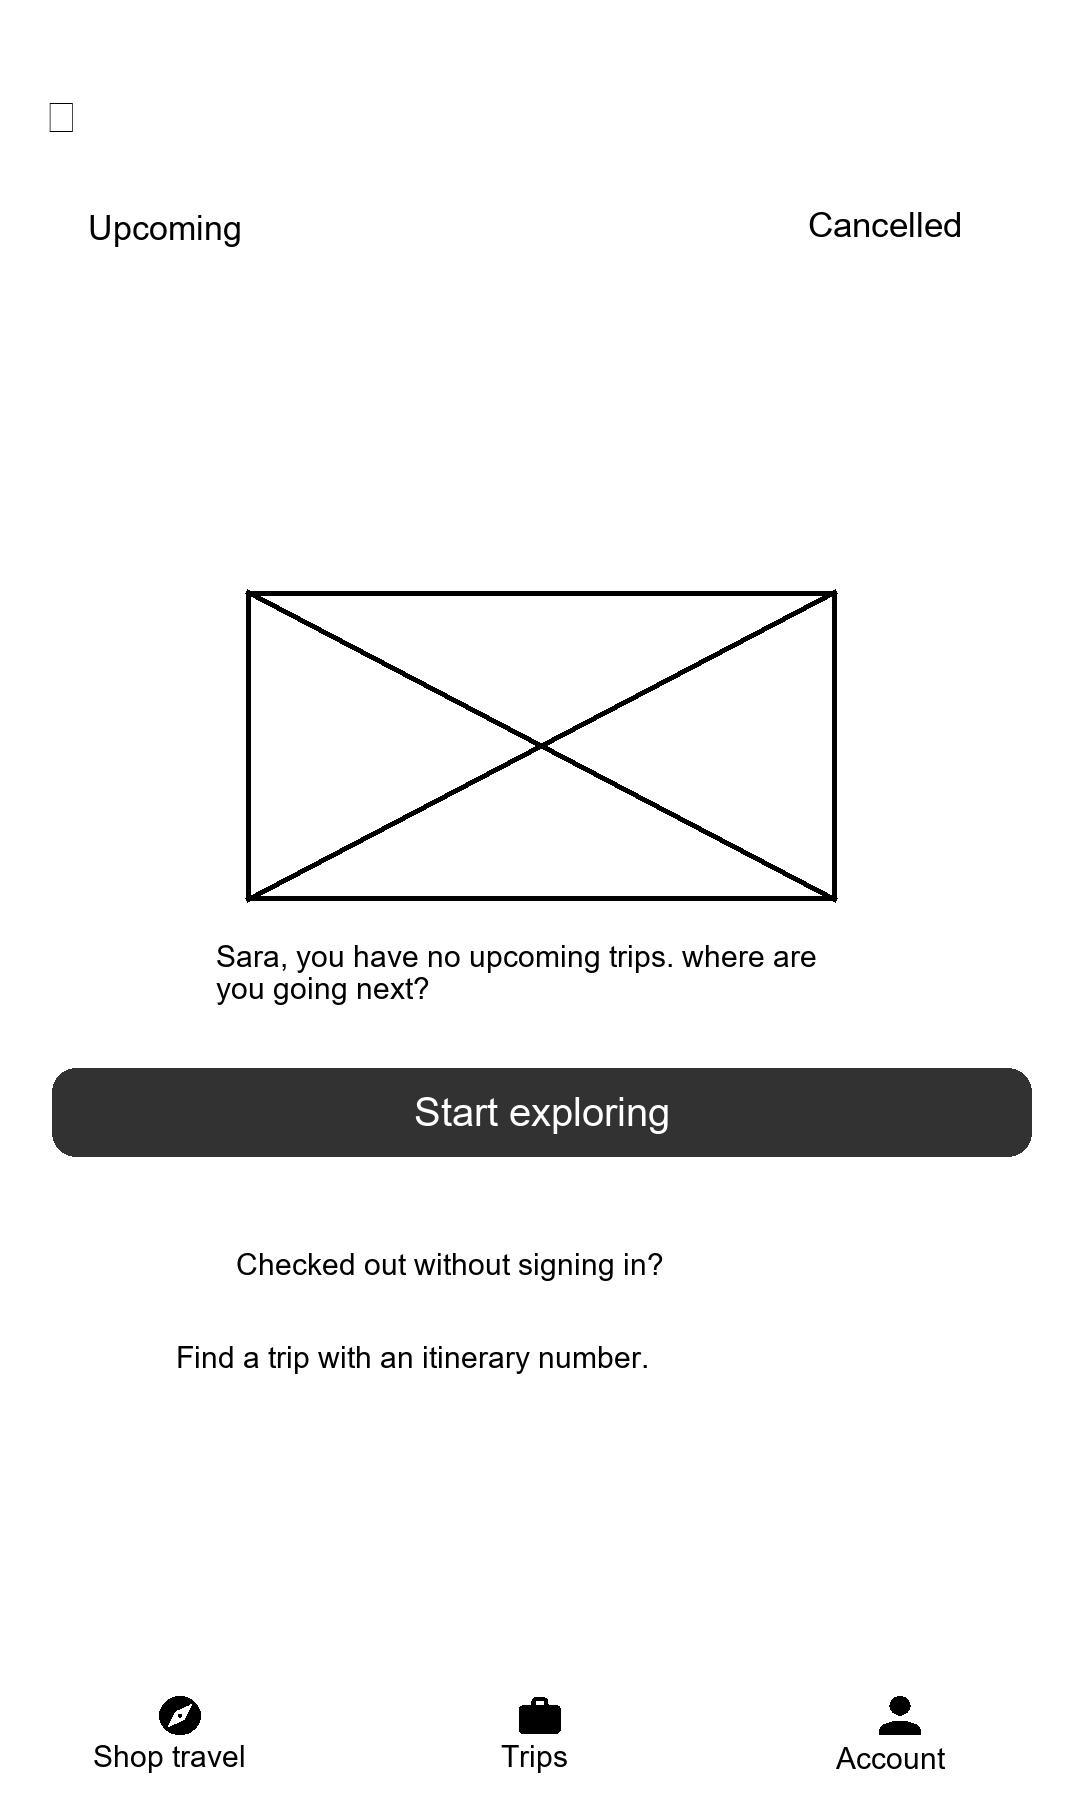 Upcoming
Cancelled
Sara, you have no upcoming trips. where are
you going next?
Start exploring
Checked out without signing in?
Find a trip with an itinerary number.
Shop travel
Trips
Account